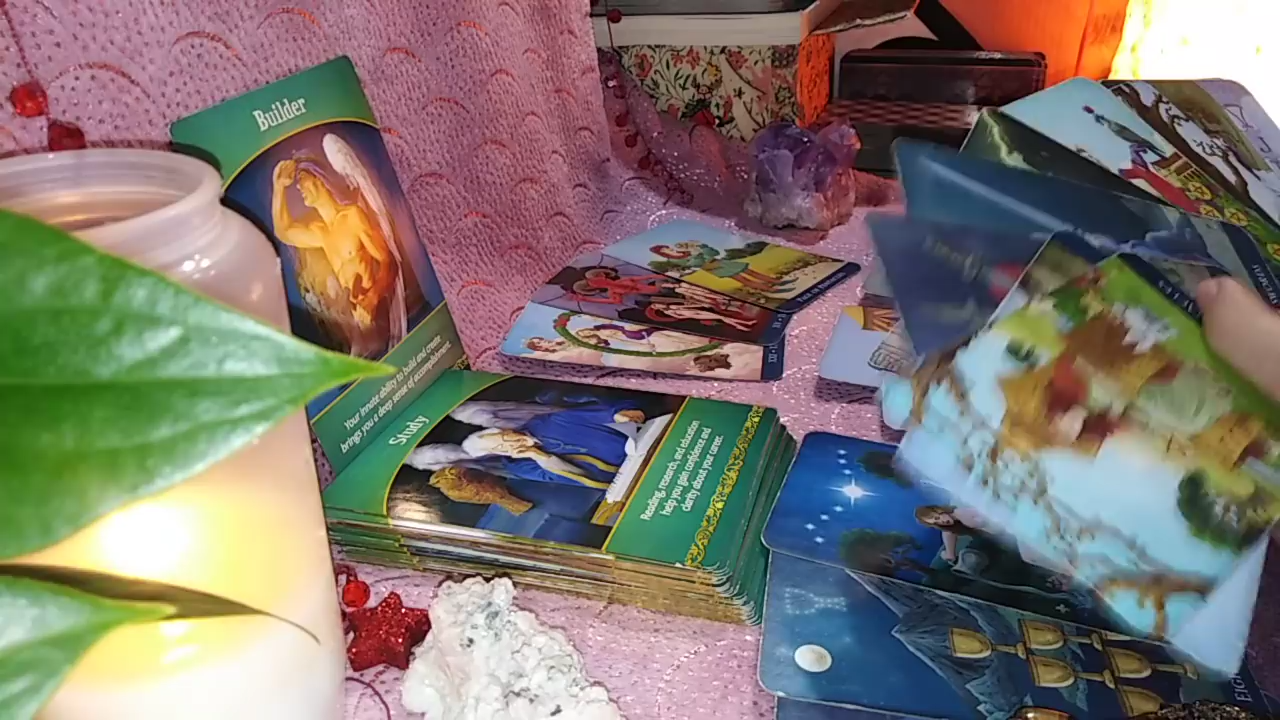 Builder
Your innate ability to build and create
brings you a deep sense of accomplishment.
Study
Reading, research, and education
help you gain confidence and
clarity about your career.